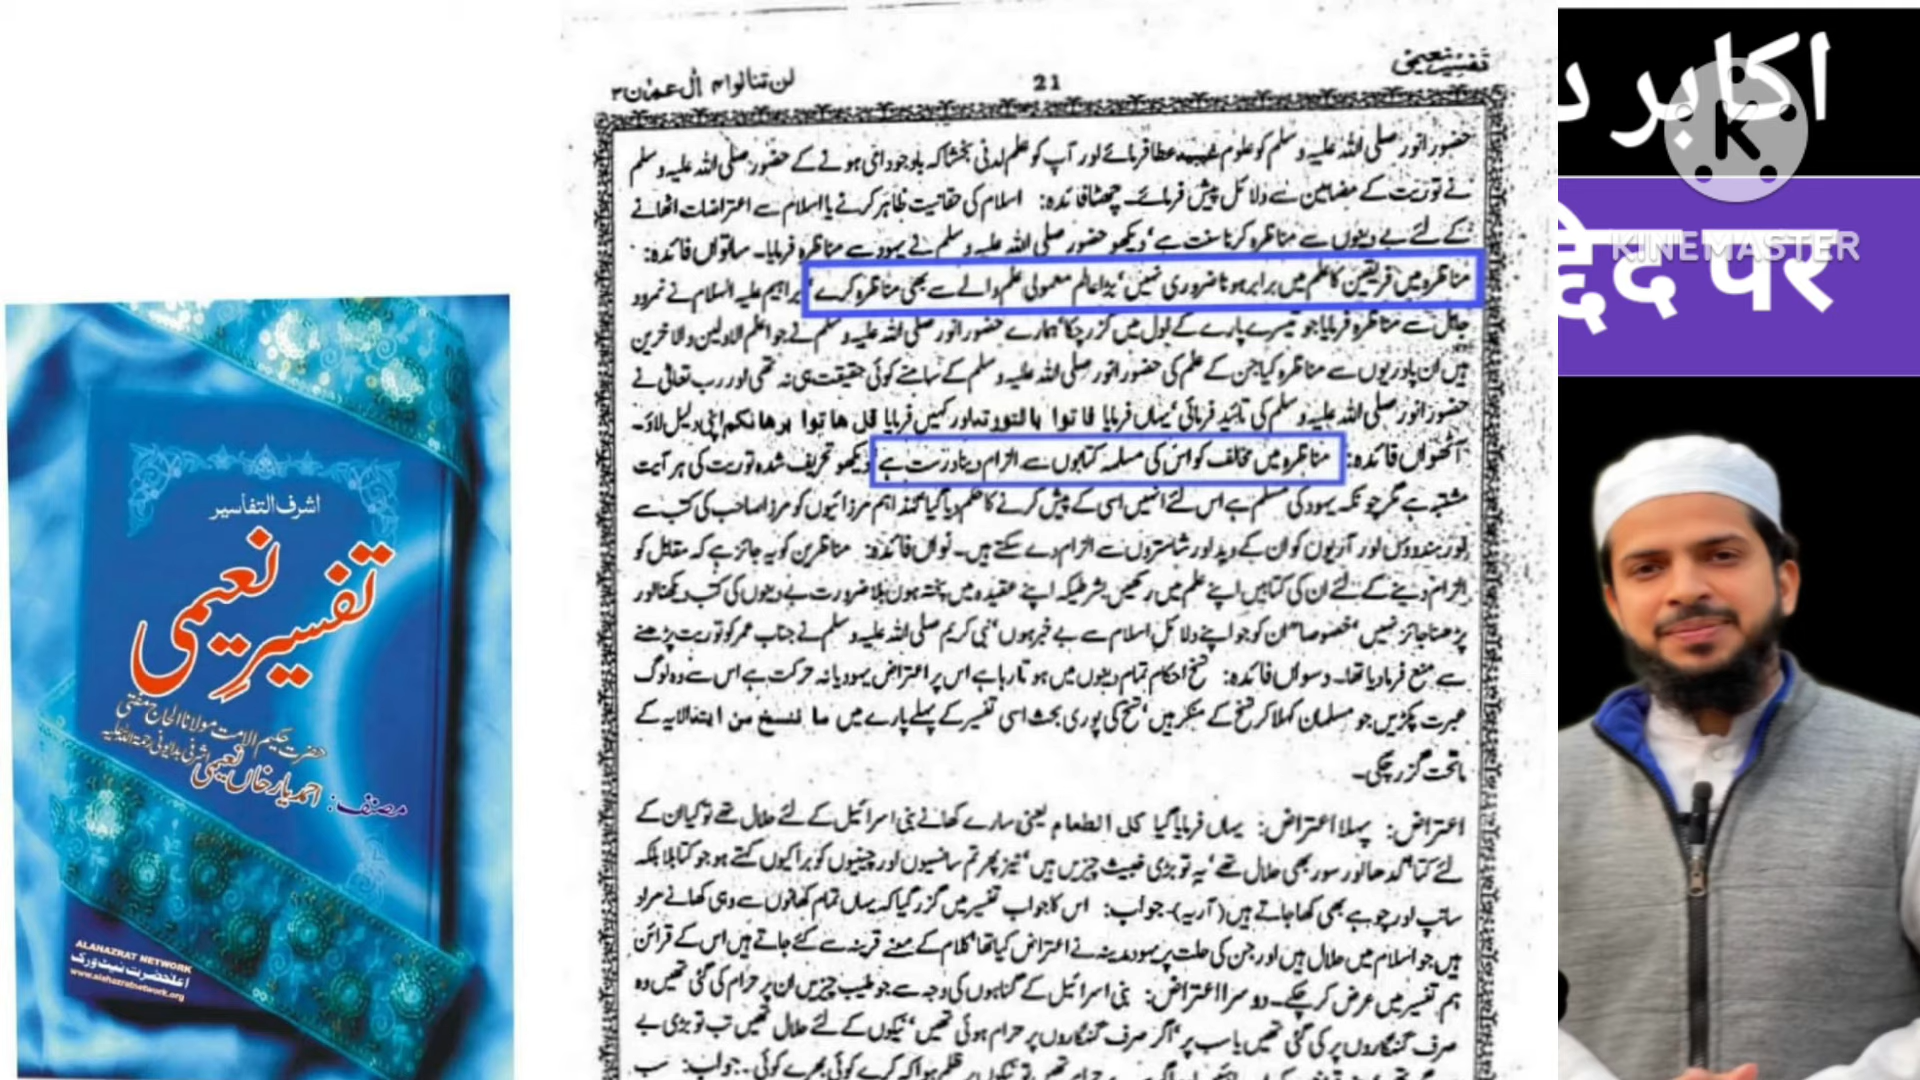 اشرف التفاسیر
تفسیر نعیمی
حضرت حکیم الامت مولانا الحاج مفتی
احمد یار خاں نعیمی اشرفی بدایونی رحمۃ اللہ علیہ
مصنف:
ALAHAZRAT NETWORK
اعلحضرت نیٹ ورک
www.alahazratnetwork.org
تفسیر نعیمی
21
لن تنالوا ۴ اٰل عمرٰن ۳
حضور انور صلی اللہ علیہ وسلم کو علوم غیبیہ عطا فرمائے اور آپ کو علم لدنی بخشا کہ باوجود امی ہونے کے حضور صلی اللہ علیہ وسلم
نے توریت کے مضامین سے دلائل پیش فرمائے۔ چھٹا فائدہ: اسلام کی حقانیت ظاہر کرنے یا اسلام سے اعتراضات اٹھانے
کے لئے بے دینوں سے مناظرہ کرنا سنت ہے' دیکھو حضور صلی اللہ علیہ وسلم نے یہود سے مناظرہ فرمایا۔ ساتواں فائدہ:
مناظرہ میں فریقین کا علم میں برابر ہونا ضروری نہیں' بڑا عالم معمولی علم والے سے بھی مناظرہ کرے' ابراہیم علیہ السلام نے نمرود
جاہل سے مناظرہ فرمایا جو تیسرے پارے کے اول میں گزر چکا' ہمارے حضور انور صلی اللہ علیہ وسلم نے جو اعلم الاولین والاخرین
ہیں ان پادریوں سے مناظرہ کیا جن کے علم کی حضور انور صلی اللہ علیہ وسلم کے سامنے کوئی حقیقت ہی نہ تھی اور رب تعالیٰ نے
حضور انور صلی اللہ علیہ وسلم کی تائید فرمائی' یہاں فرمایا فاتوا بالتورتہ اور کہیں فرمایا قل ھاتوا برھانکم اپنی دلیل لاؤ۔
آٹھواں فائدہ: مناظرہ میں مخالف کو اس کی مسلمہ کتابوں سے الزام دینا درست ہے' دیکھو تحریف شدہ توریت کی ہر آیت
مشتبہ ہے مگر چونکہ یہود کی مسلم ہے اس لئے انہیں اسی کے پیش کرنے کا حکم دیا گیا' لہذا ہم مرزائیوں کو مرزا صاحب کی کتب سے
اور ہندووں اور آریوں کو ان کے وید اور شاستروں سے الزام دے سکتے ہیں۔ نواں فائدہ: مناظرین کو یہ جائز ہے کہ مقابل کو
الزام دینے کے لئے ان کی کتابیں اپنے علم میں رکھیں بشرطیکہ اپنے عقیدہ میں پختہ ہوں بلا ضرورت بے دینوں کی کتب دیکھنا اور
پڑھنا جائز نہیں' خصوصا" ان کو جو اپنے دلائل اسلام سے بے خبر ہوں' نبی کریم صلی اللہ علیہ وسلم نے جناب عمر کو توریت پڑھنے
سے منع فرما دیا تھا۔ دسواں فائدہ: نسخ احکام تمام دینوں میں ہوتا رہا ہے اس پر اعتراض یہودیانہ حرکت ہے اس سے وہ لوگ
عبرت پکڑیں جو مسلمان کہلا کر نسخ کے منکر ہیں' نسخ کی پوری بحث اسی تفسیر کے پہلے پارے میں ما ننسخ من ایتہ الایہ کے
ماتحت گزر چکی۔
اعتراض: پہلا اعتراض: یہاں فرمایا گیا کل الطعام یعنی سارے کھانے بنی اسرائیل کے لئے حلال تھے تو کیا ان کے
لئے کتا' گدھا اور سور بھی حلال تھے' یہ تو بڑی خبیث چیزیں ہیں' نیز پھر تم سانسیوں اور چینیوں کو برا کیوں کہتے ہو جو کتا بلا بلکہ
سانپ اور چوہے بھی کھا جاتے ہیں (آریہ)۔ جواب: اس کا جواب تفسیر میں گزر گیا کہ یہاں تمام کھانوں سے وہی کھانے مراد
ہیں جو اسلام میں حلال ہیں اور جن کی حلت پر یہود مدینہ نے اعتراض کیا تھا' کلام کے معنے قرینہ سے کئے جاتے ہیں اس کے قرائن
ہم تفسیر میں عرض کر چکے۔ دوسرا اعتراض: بنی اسرائیل کے گناہوں کی وجہ سے جو طیب چیزیں ان پر حرام کی گئی تھیں وہ
صرف گنہگاروں پر کی گئی تھیں یا سب پر' اگر صرف گنہگاروں پر حرام ہوئی تھیں' نیکوں کے لئے حلال تھیں تب تو بڑی بے
اکابر د
द्दिद पर
KINEMASTER